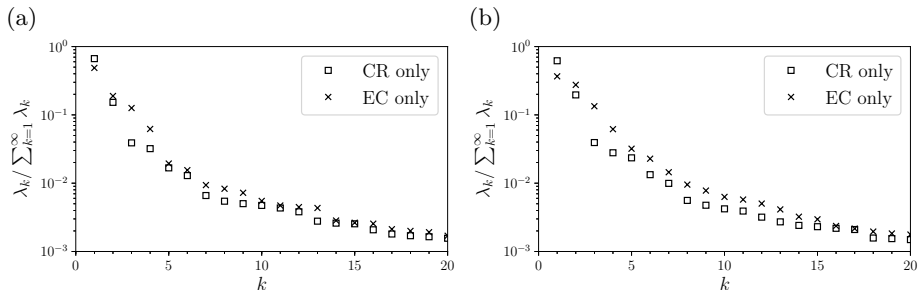 (a)
λ_k / ∑_{k=1}^{∞} λ_k
10^0
10^{-1}
10^{-2}
10^{-3}
CR only
EC only
0 5 10 15 20
k
(b)
λ_k / ∑_{k=1}^{∞} λ_k
10^0
10^{-1}
10^{-2}
10^{-3}
CR only
EC only
0 5 10 15 20
k